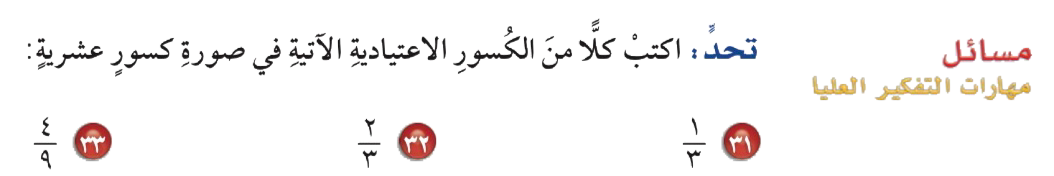 مسائل
مهارات التفكير العليا
تحدٍّ: اكتبْ كلًّا منَ الكُسورِ الاعتياديةِ الآتيةِ في صورةِ كسورٍ عشريةٍ:
٣١ ١/٣ ٣٢ ٢/٣ ٣٣ ٤/٩